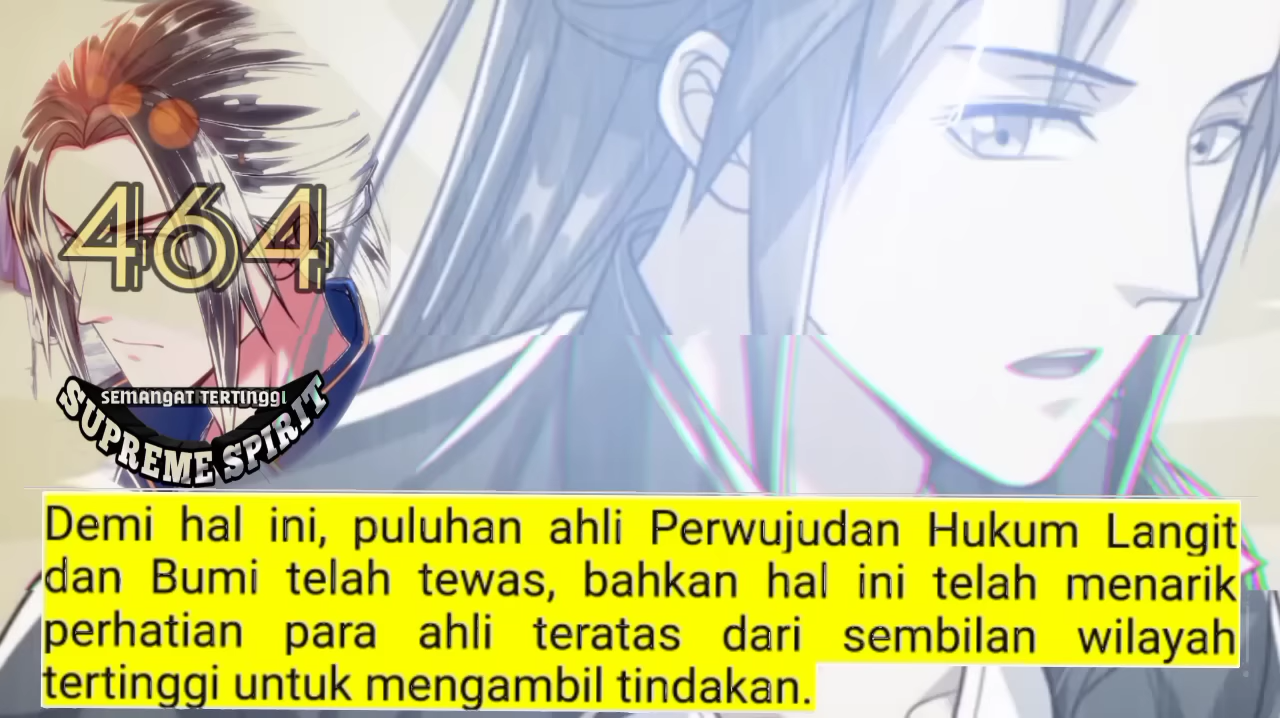 464
SEMANGAT TERTINGGI
SUPREME SPIRIT
Demi hal ini, puluhan ahli Perwujudan Hukum Langit
dan Bumi telah tewas, bahkan hal ini telah menarik
perhatian para ahli teratas dari sembilan wilayah
tertinggi untuk mengambil tindakan.